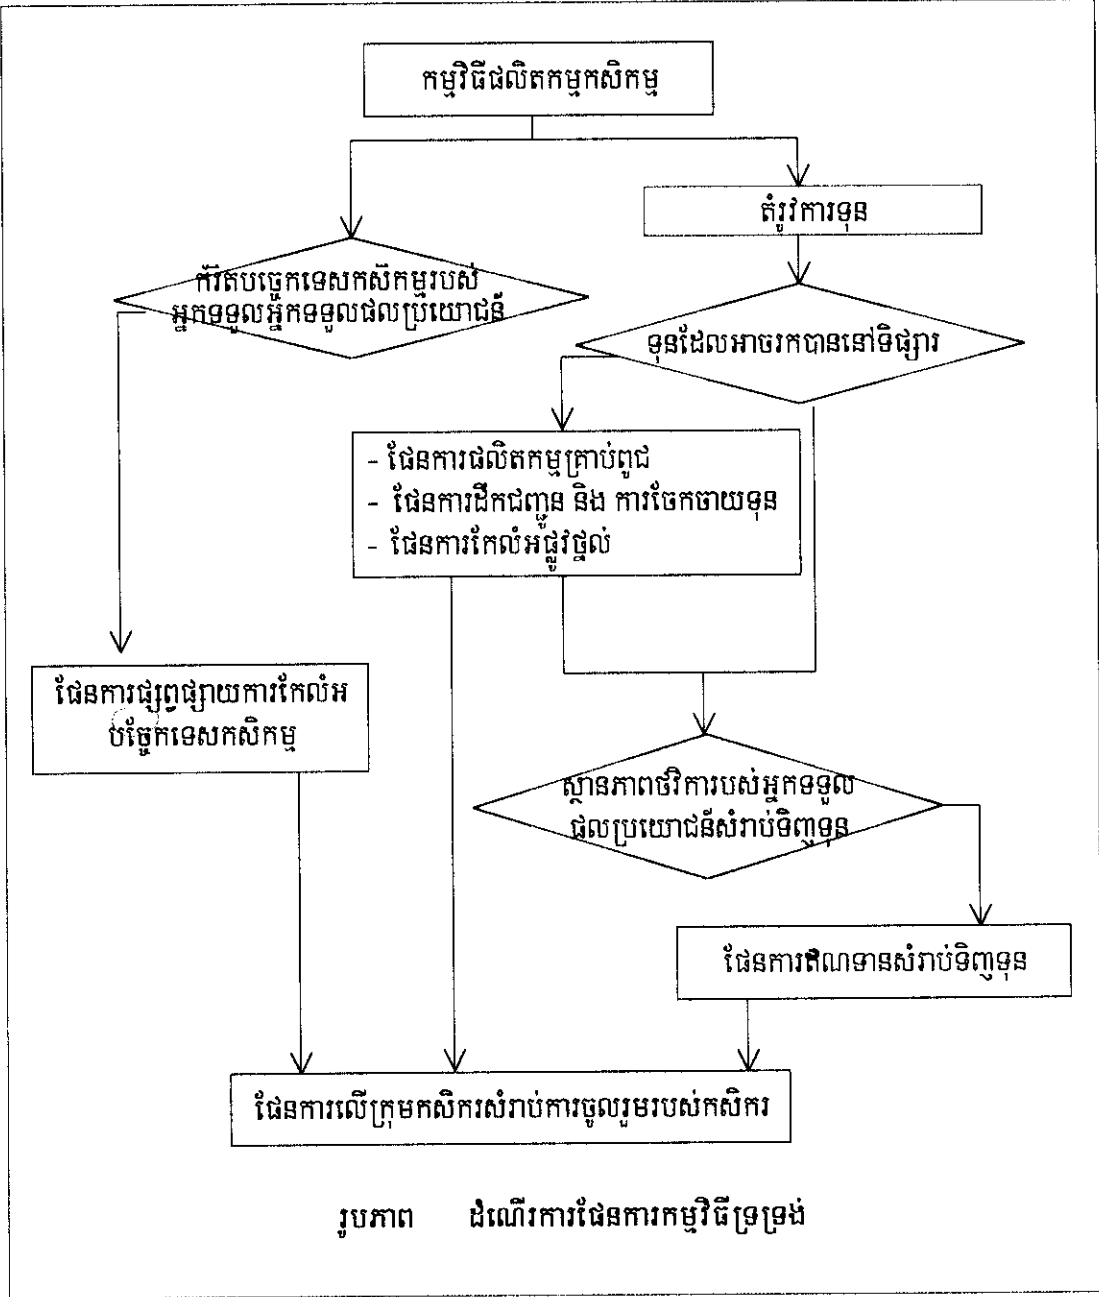 កម្មវិធីផលិតកម្មកសិកម្ម
តំរូវការទុន
កំរិតបច្ចេកទេសកសិកម្មរបស់
អ្នកទទួលអ្នកទទួលផលប្រយោជន៍
ទុនដែលអាចរកបាននៅទីផ្សារ
- ផែនការផលិតកម្មគ្រាប់ពូជ
- ផែនការដឹកជញ្ជូន និង ការចែកចាយទុន
- ផែនការកែលំអផ្លូវថ្នល់
ផែនការផ្សព្វផ្សាយការកែលំអ
បច្ចេកទេសកសិកម្ម
ស្ថានភាពថវិការបស់អ្នកទទួល
ផលប្រយោជន៍សំរាប់ទិញទុន
ផែនការឥណទានសំរាប់ទិញទុន
ផែនការលើក្រុមកសិករសំរាប់ការចូលរួមរបស់កសិករ
រូបភាព ដំណើរការផែនការកម្មវិធីទ្រទ្រង់